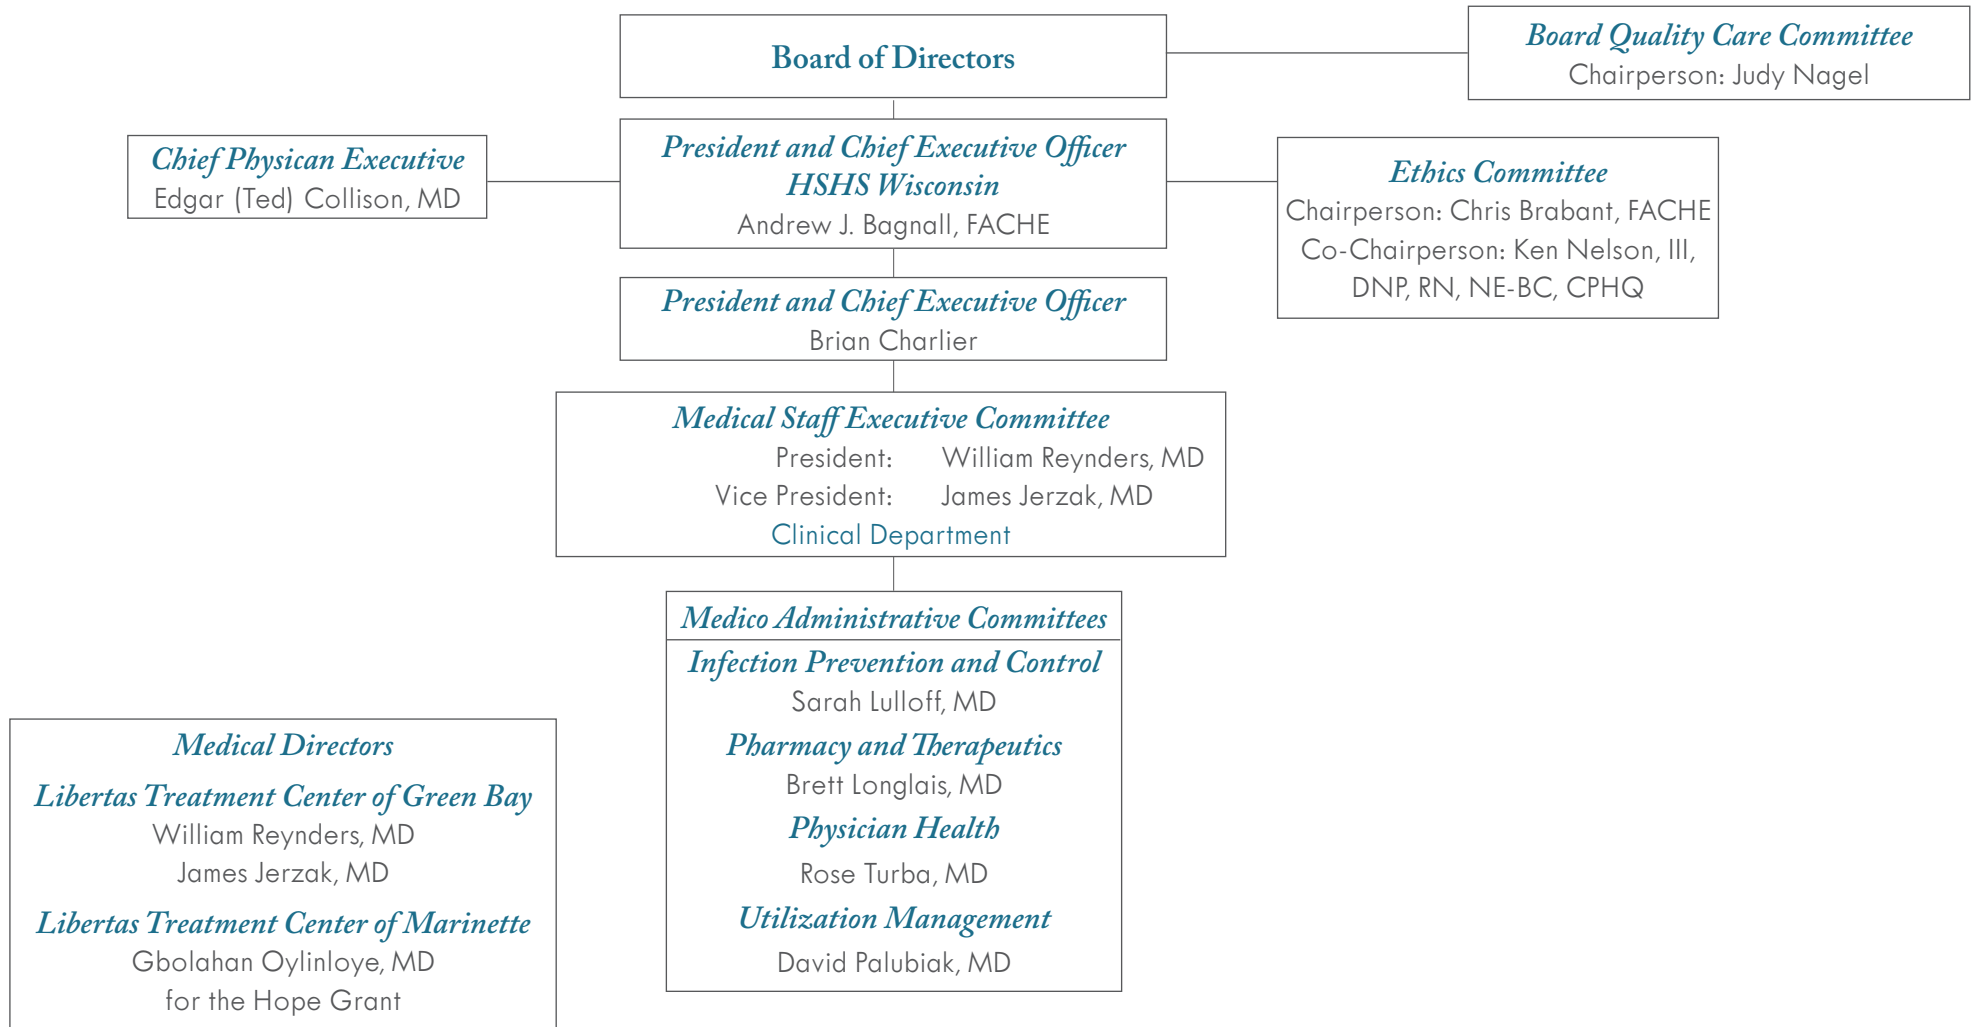 Board of Directors
Board Quality Care Committee
Chairperson: Judy Nagel
Chief Physican Executive
Edgar (Ted) Collison, MD
President and Chief Executive Officer
HSHS Wisconsin
Andrew J. Bagnall, FACHE
Ethics Committee
Chairperson: Chris Brabant, FACHE
Co-Chairperson: Ken Nelson, III,
DNP, RN, NE-BC, CPHQ
President and Chief Executive Officer
Brian Charlier
Medical Staff Executive Committee
President: William Reynders, MD
Vice President: James Jerzak, MD
Clinical Department
Medico Administrative Committees
Infection Prevention and Control
Sarah Lulloff, MD
Pharmacy and Therapeutics
Brett Longlais, MD
Physician Health
Rose Turba, MD
Utilization Management
David Palubiak, MD
Medical Directors
Libertas Treatment Center of Green Bay
William Reynders, MD
James Jerzak, MD
Libertas Treatment Center of Marinette
Gbolahan Oylinloye, MD
for the Hope Grant